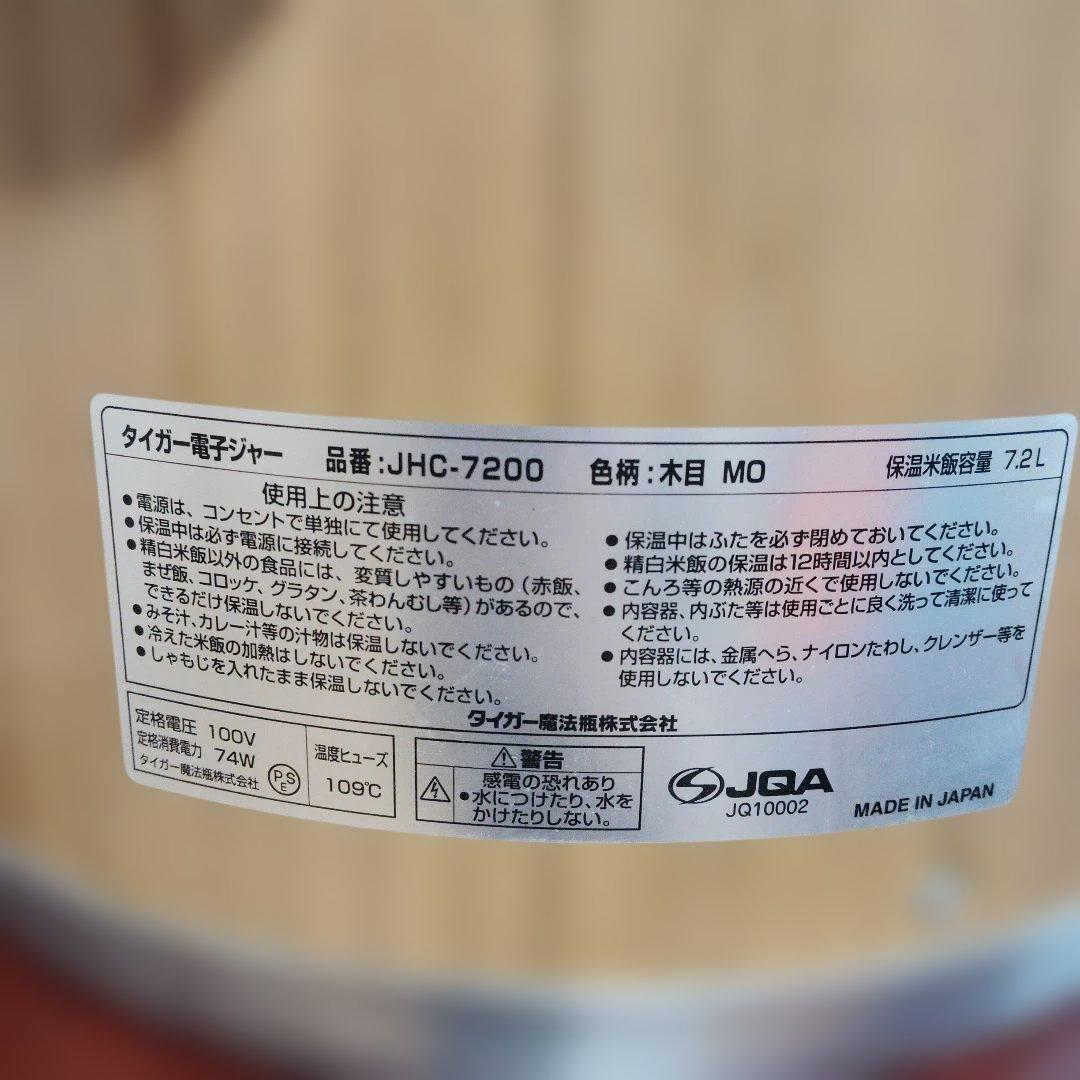 タイガー電子ジャー 品番:JHC-7200 色柄:木目 MO 保温米飯容量 7.2L
使用上の注意
●電源は、コンセントで単独にて使用してください。
●保温中は必ず電源に接続してください。
●精白米飯以外の食品には、変質しやすいもの(赤飯、
まぜ飯、コロッケ、グラタン、茶わんむし等)があるので、
できるだけ保温しないでください。
●みそ汁、カレー汁等の汁物は保温しないでください。
●冷えた米飯の加熱はしないでください。
●しゃもじを入れたまま保温しないでください。
●保温中はふたを必ず閉めておいてください。
●精白米飯の保温は12時間以内としてください。
●こんろ等の熱源の近くで使用しないでください。
●内容器、内ぶた等は使用ごとに良く洗って清潔に使って
ください。
●内容器には、金属へら、ナイロンたわし、クレンザー等を
使用しないでください。
タイガー魔法瓶株式会社
定格電圧 100V
定格消費電力 74W
タイガー魔法瓶株式会社
PSE
温度ヒューズ
109℃
⚠警告
感電の恐れあり
●水につけたり、水を
かけたりしない。
JQA
JQ10002
MADE IN JAPAN